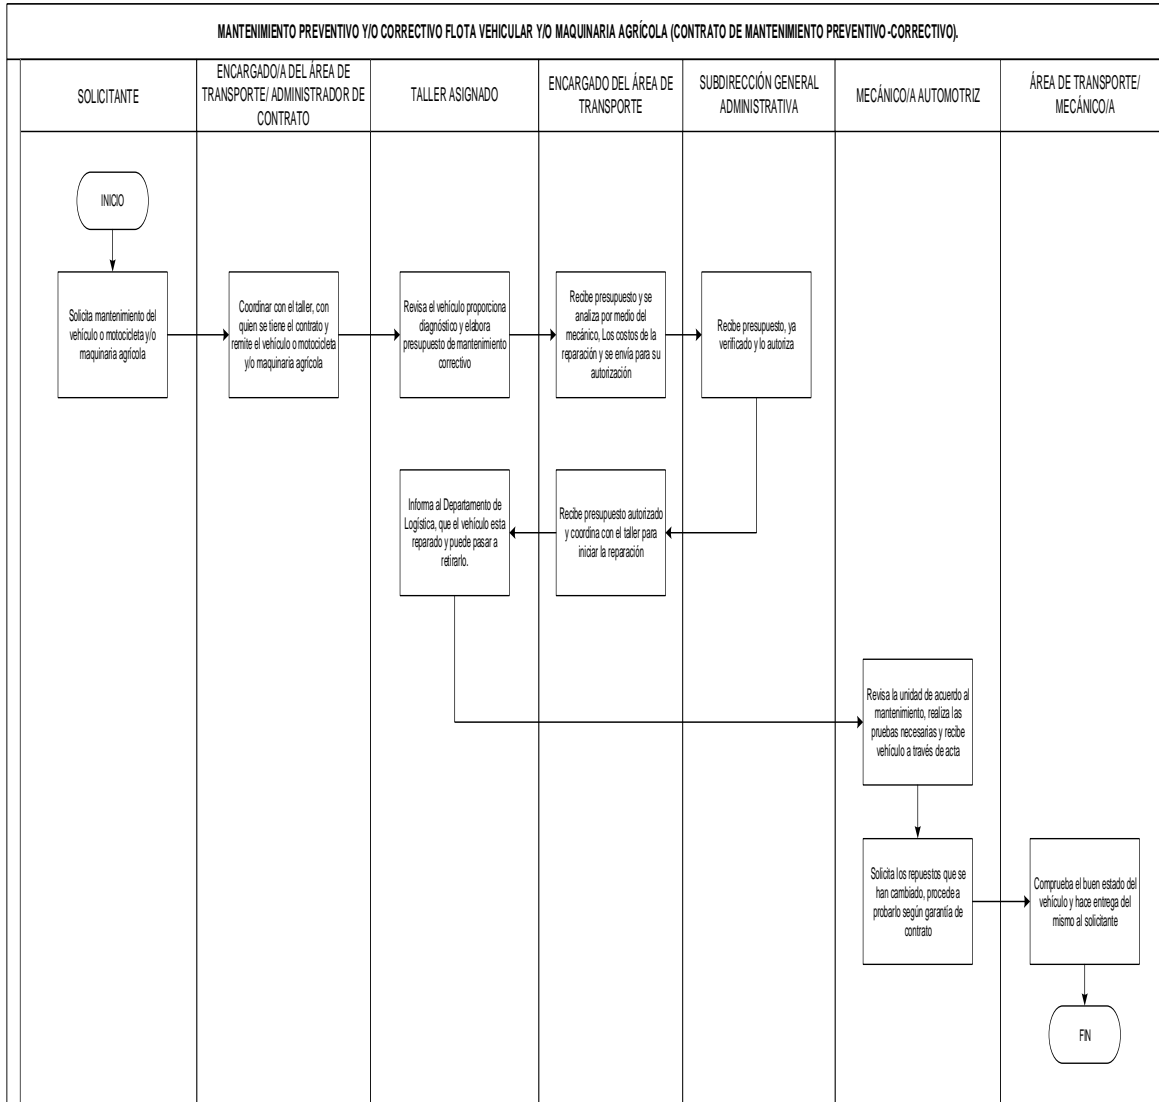 MANTENIMIENTO PREVENTIVO Y/O CORRECTIVO FLOTA VEHICULAR Y/O MAQUINARIA AGRÍCOLA (CONTRATO DE MANTENIMIENTO PREVENTIVO-CORRECTIVO).
SOLICITANTE
ENCARGADO/A DEL ÁREA DE
TRANSPORTE/ ADMINISTRADOR DE
CONTRATO
TALLER ASIGNADO
ENCARGADO DEL ÁREA DE
TRANSPORTE
SUBDIRECCIÓN GENERAL
ADMINISTRATIVA
MECÁNICO/A AUTOMOTRIZ
ÁREA DE TRANSPORTE/
MECÁNICO/A
INICIO
Solicita mantenimiento del
vehículo o motocicleta y/o
maquinaria agrícola
Coordinar con el taller, con
quien se tiene el contrato y
remite el vehículo o motocicleta
y/o maquinaria agrícola
Revisa el vehículo proporciona
diagnóstico y elabora
presupuesto de mantenimiento
correctivo
Recibe presupuesto y se
analiza por medio del
mecánico, Los costos de la
reparación y se envía para su
autorización
Recibe presupuesto, ya
verificado y lo autoriza
Informa al Departamento de
Logística, que el vehículo esta
reparado y puede pasar a
retirarlo.
Recibe presupuesto autorizado
y coordina con el taller para
iniciar la reparación
Revisa la unidad de acuerdo al
mantenimiento, realiza las
pruebas necesarias y recibe
vehículo a través de acta
Solicita los repuestos que se
han cambiado, procede a
probarlo según garantía de
contrato
Comprueba el buen estado del
vehículo y hace entrega del
mismo al solicitante
FIN